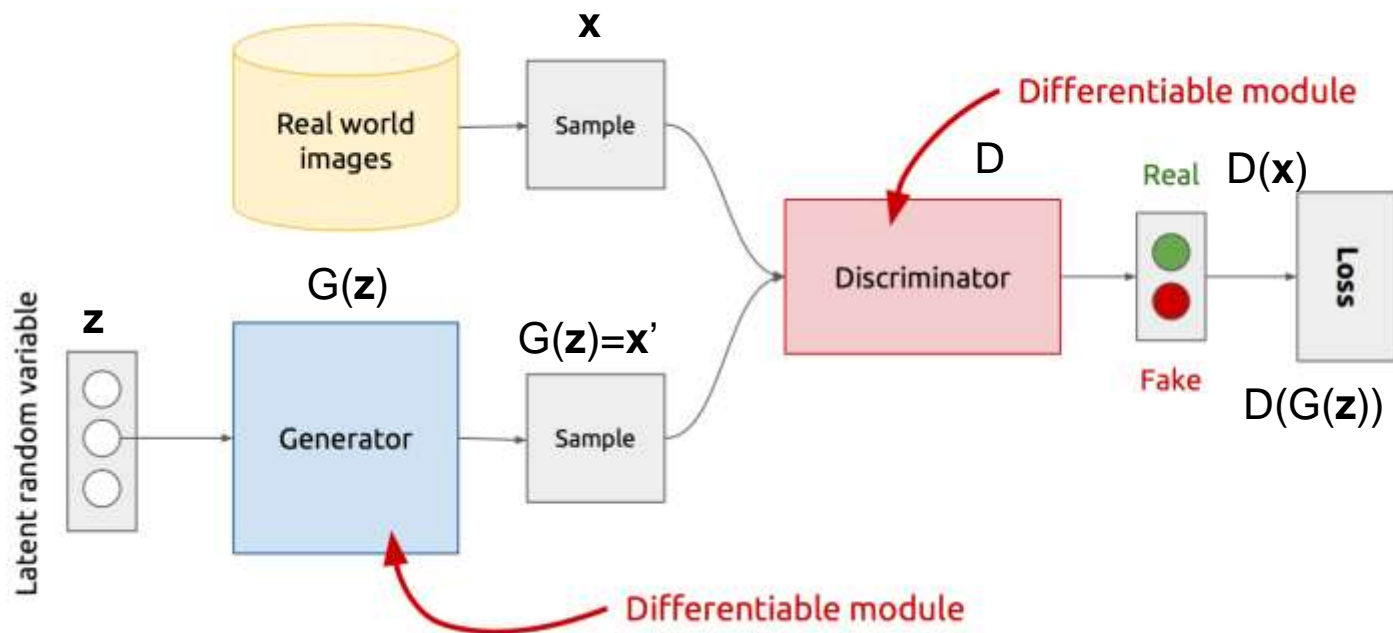 x
Real world
images
Sample
Differentiable module
D
Real
D(x)
Discriminator
Loss
G(z)
z
G(z)=x’
Latent random variable
Generator
Sample
Fake
D(G(z))
Differentiable module